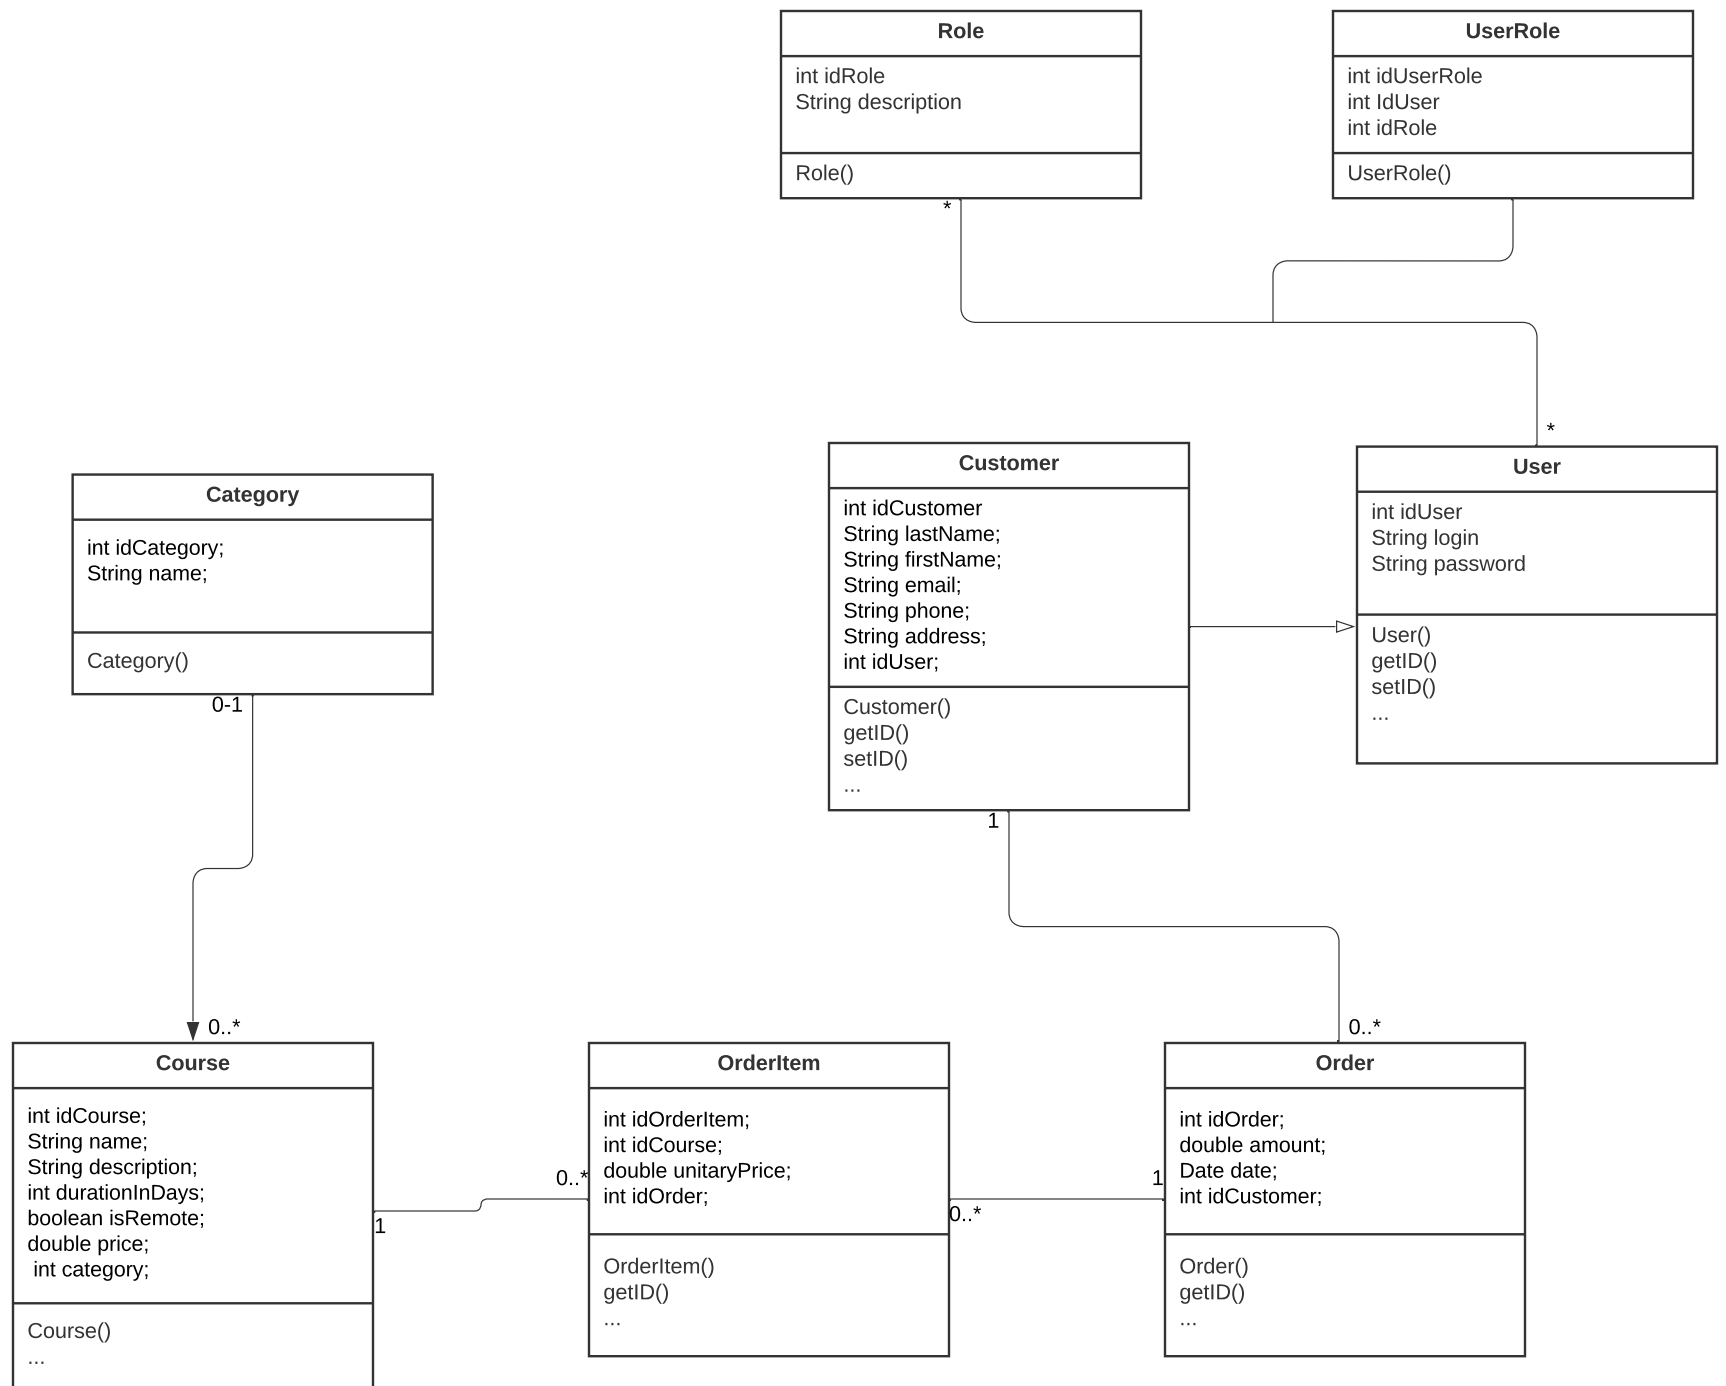 Role
int idRole
String description
Role()
*
UserRole
int idUserRole
int IdUser
int idRole
UserRole()
*
User
int idUser
String login
String password
User()
getID()
setID()
...
Customer
int idCustomer
String lastName;
String firstName;
String email;
String phone;
String address;
int idUser;
Customer()
getID()
setID()
...
1
Category
int idCategory;
String name;
Category()
0-1
0..*
Course
int idCourse;
String name;
String description;
int durationInDays;
boolean isRemote;
double price;
int category;
Course()
...
1
0..*
OrderItem
int idOrderItem;
int idCourse;
double unitaryPrice;
int idOrder;
OrderItem()
getID()
...
0..*
1
0..*
Order
int idOrder;
double amount;
Date date;
int idCustomer;
Order()
getID()
...